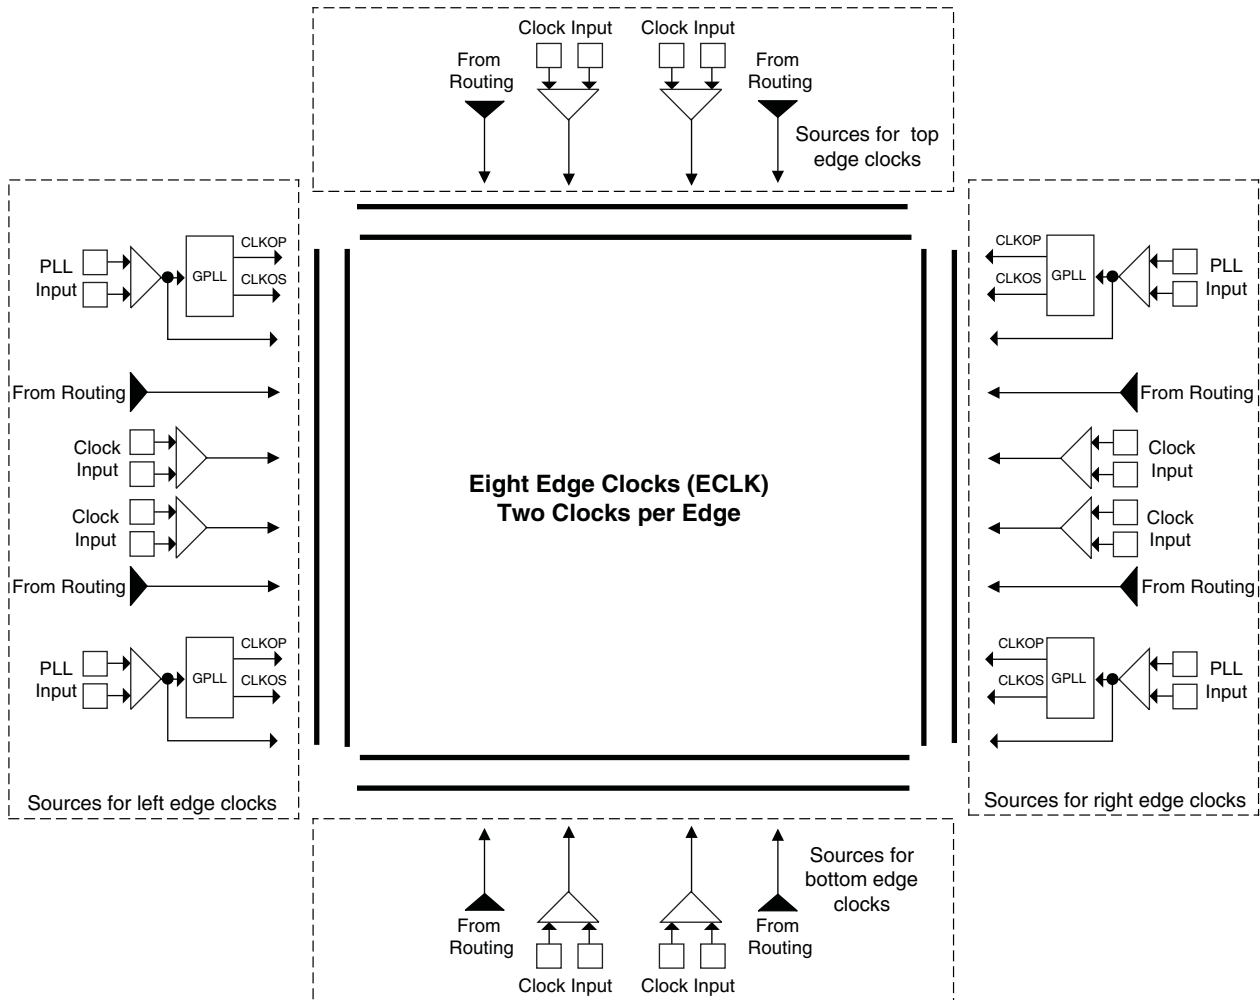 Clock Input
Clock Input
From
Routing
From
Routing
Sources for top
edge clocks
PLL
Input
GPLL
CLKOP
CLKOS
From Routing
Clock
Input
Clock
Input
From Routing
PLL
Input
GPLL
CLKOP
CLKOS
Sources for left edge clocks
Eight Edge Clocks (ECLK)
Two Clocks per Edge
CLKOP
CLKOS
GPLL
PLL
Input
From Routing
Clock
Input
Clock
Input
From Routing
CLKOP
CLKOS
GPLL
PLL
Input
Sources for right edge clocks
Sources for
bottom edge
clocks
From
Routing
From
Routing
Clock Input
Clock Input